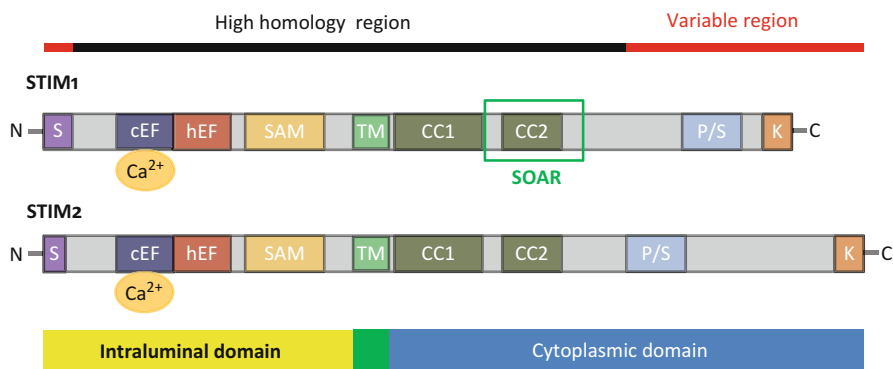 High homology region Variable region
STIM1
N S cEF hEF SAM TM CC1 CC2 P/S K C
Ca²⁺
SOAR
STIM2
N S cEF hEF SAM TM CC1 CC2 P/S K C
Ca²⁺
Intraluminal domain Cytoplasmic domain